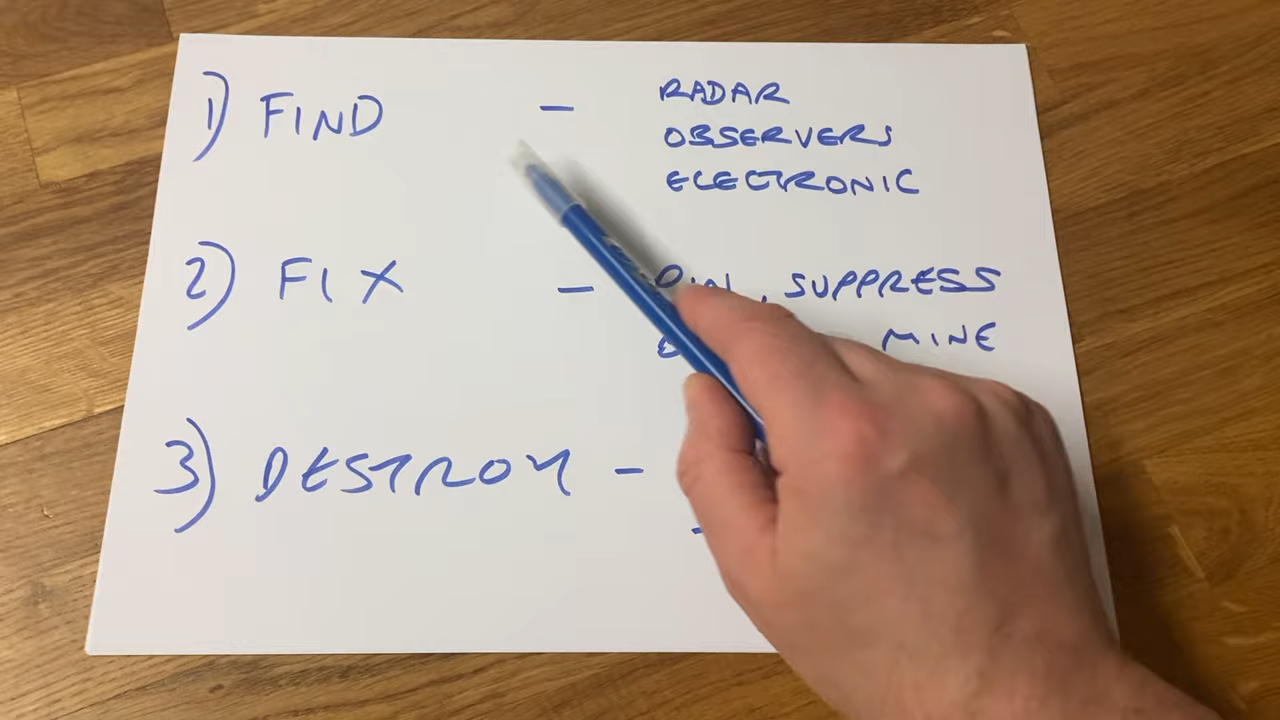 1) FIND - RADAR
OBSERVERS
ELECTRONIC
2) FIX - , SUPPRESS
MINE
3) DESTROY -
-